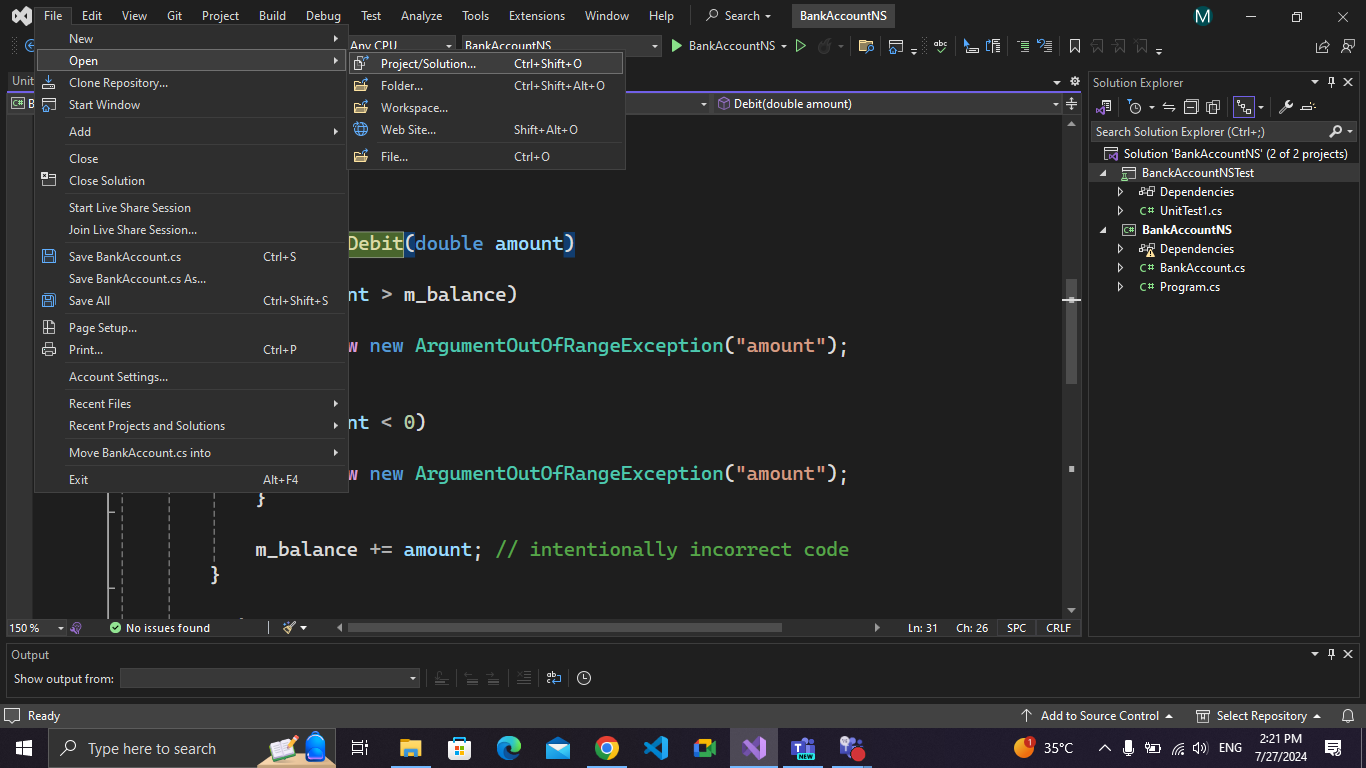 File Edit View Git Project Build Debug Test Analyze Tools Extensions Window Help Search BankAccountNS M
Any CPU BankAccountNS BankAccountNS
New
Open
Clone Repository...
Start Window
Add
Close
Close Solution
Start Live Share Session
Join Live Share Session...
Save BankAccount.cs Ctrl+S
Save BankAccount.cs As...
Save All Ctrl+Shift+S
Page Setup...
Print... Ctrl+P
Account Settings...
Recent Files
Recent Projects and Solutions
Move BankAccount.cs into
Exit Alt+F4
Project/Solution... Ctrl+Shift+O
Folder... Ctrl+Shift+Alt+O
Workspace...
Web Site... Shift+Alt+O
File... Ctrl+O
Unit
B
Debit(double amount)
Debit(double amount)
nt > m_balance)
w new ArgumentOutOfRangeException("amount");
nt < 0)
w new ArgumentOutOfRangeException("amount");
}
m_balance += amount; // intentionally incorrect code
}
150 % No issues found Ln: 31 Ch: 26 SPC CRLF
Solution Explorer
Search Solution Explorer (Ctrl+;)
Solution 'BankAccountNS' (2 of 2 projects)
BanckAccountNSTest
Dependencies
C# UnitTest1.cs
C# BankAccountNS
Dependencies
C# BankAccount.cs
C# Program.cs
Output
Show output from:
Ready Add to Source Control Select Repository
Type here to search NEW 35°C ENG 2:21 PM
7/27/2024